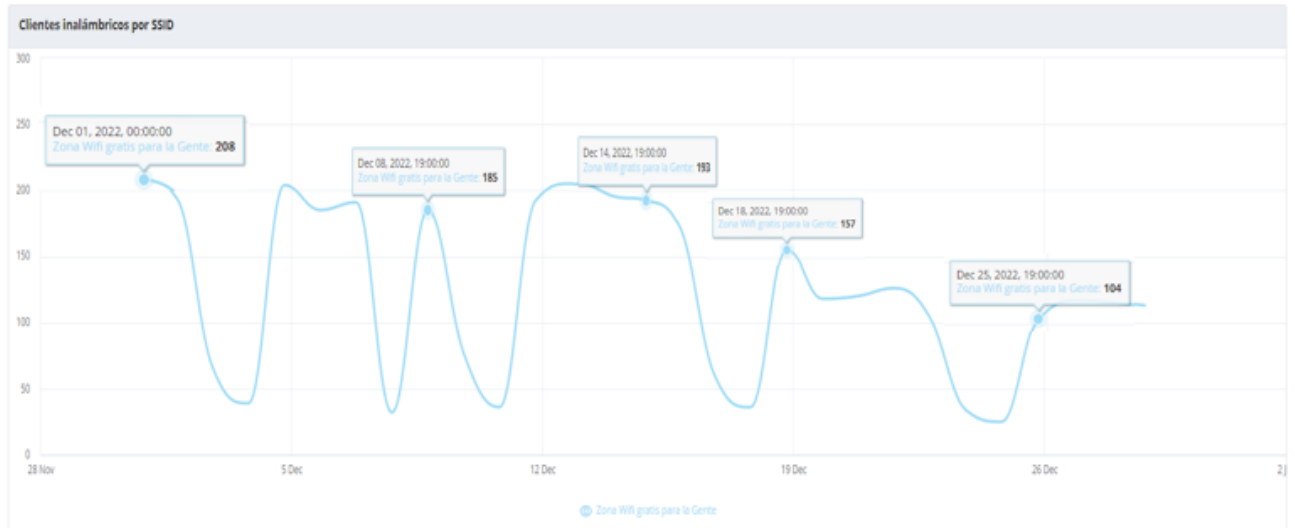 Clientes inalámbricos por SSID
300
250
200
150
100
50
0
Dec 01, 2022, 00:00:00
Zona Wifi gratis para la Gente: 208
Dec 08, 2022, 19:00:00
Zona Wifi gratis para la Gente: 185
Dec 14, 2022, 19:00:00
Zona Wifi gratis para la Gente: 193
Dec 18, 2022, 19:00:00
Zona Wifi gratis para la Gente: 157
Dec 25, 2022, 19:00:00
Zona Wifi gratis para la Gente: 104
28 Nov
5 Dec
12 Dec
19 Dec
26 Dec
2 J
Zona Wifi gratis para la Gente